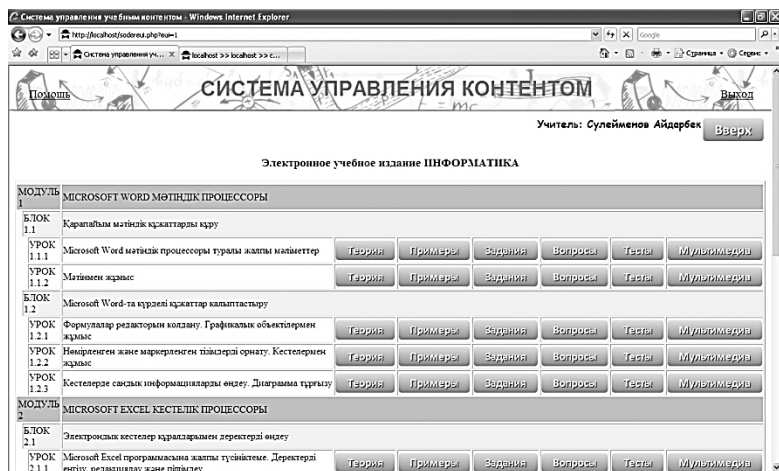 Система управления учебным контентом - Windows Internet Explorer
http://localhost/sodereui.php?eui=1
Google
Система управления уч... X localhost >> localhost >> c...
Страница Сервис
Помощь
СИСТЕМА УПРАВЛЕНИЯ КОНТЕНТОМ
Выход
Учитель: Сулейменов Айдарбек
Вверх
Электронное учебное издание ИНФОРМАТИКА
МОДУЛЬ 1 MICROSOFT WORD МӘТІНДІК ПРОЦЕССОРЫ
БЛОК 1.1 Қарапайым мәтіндік құжаттарды құру
УРОК 1.1.1 Microsoft Word мәтіндік процессоры туралы жалпы мәліметтер Теория Примеры Задания Вопросы Тесты Мультимедиа
УРОК 1.1.2 Мәтінмен жұмыс Теория Примеры Задания Вопросы Тесты Мультимедиа
БЛОК 1.2 Microsoft Word-та күрделі құжаттар қалыптастыру
УРОК 1.2.1 Формулалар редакторын қолдану. Графикалық объектілермен
жұмыс Теория Примеры Задания Вопросы Тесты Мультимедиа
УРОК 1.2.2 Нөмірленген және маркерленген тізімдерді орнату. Кестелермен
жұмыс Теория Примеры Задания Вопросы Тесты Мультимедиа
УРОК 1.2.3 Кестелерде сандық информацияларды өңдеу. Диаграмма тұрғызу Теория Примеры Задания Вопросы Тесты Мультимедиа
МОДУЛЬ 2 MICROSOFT EXCEL КЕСТЕЛІК ПРОЦЕССОРЫ
БЛОК 2.1 Электрондық кестелер құралдарымен деректерді өңдеу
УРОК 2.1.1 Microsoft Excel программасына жалпы түсініктеме. Деректерді
енгізу, редакциялау және пішімдеу Теория Примеры Задания Вопросы Тесты Мультимедиа